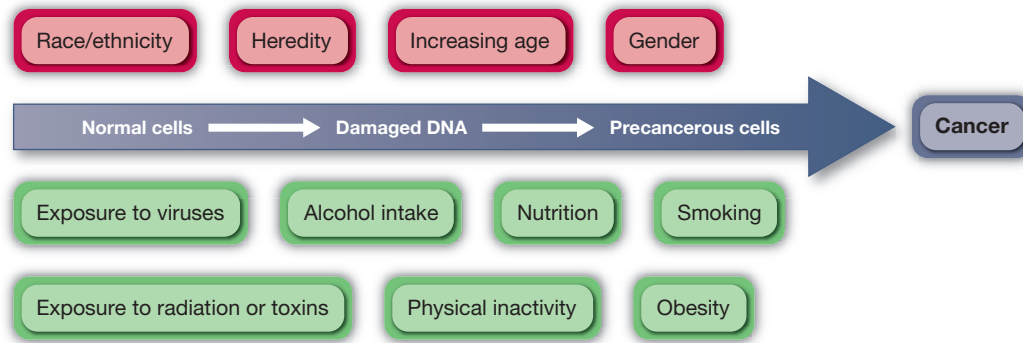 Race/ethnicity
Heredity
Increasing age
Gender
Normal cells
Damaged DNA
Precancerous cells
Cancer
Exposure to viruses
Alcohol intake
Nutrition
Smoking
Exposure to radiation or toxins
Physical inactivity
Obesity